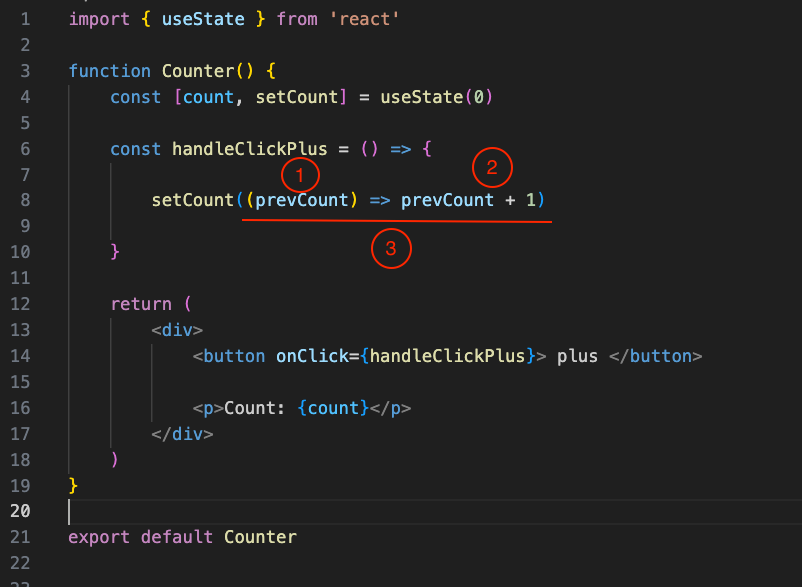 1 import { useState } from 'react'
2
3 function Counter() {
4 const [count, setCount] = useState(0)
5
6 const handleClickPlus = () => {
7 1 2
8 setCount((prevCount) => prevCount + 1)
9
10 } 3
11
12 return (
13 <div>
14 <button onClick={handleClickPlus}> plus </button>
15
16 <p>Count: {count}</p>
17 </div>
18 )
19 }
20
21 export default Counter
22